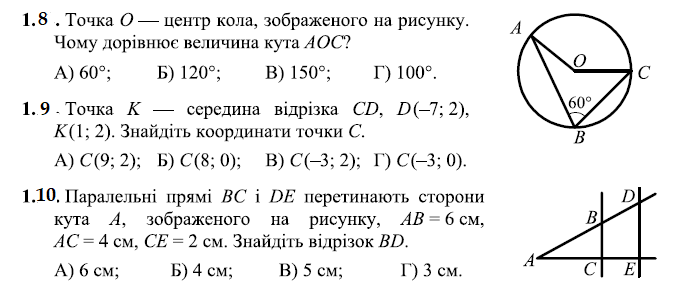 1.8 . Точка O — центр кола, зображеного на рисунку.
Чому дорівнює величина кута AOC?
А) 60°; Б) 120°; В) 150°; Г) 100°.
A
O
C
60°
B
1.9 . Точка K — середина відрізка CD, D(–7; 2),
K(1; 2). Знайдіть координати точки C.
А) C(9; 2); Б) C(8; 0); В) C(–3; 2); Г) C(–3; 0).
1.10. Паралельні прямі BC і DE перетинають сторони
кута A, зображеного на рисунку, AB = 6 см,
AC = 4 см, CE = 2 см. Знайдіть відрізок BD.
А) 6 см; Б) 4 см; В) 5 см; Г) 3 см.
D
B
A
C E